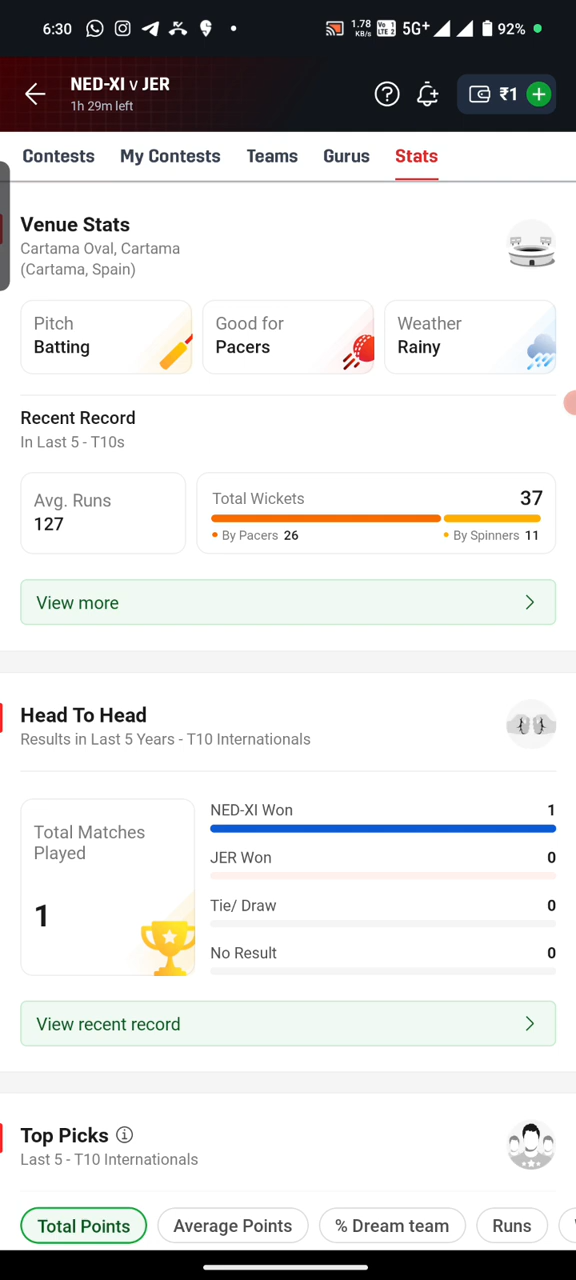 6:30
1.78 KB/s Vo 1 LTE 2 5G+ 92%
NED-XI v JER
1h 29m left
₹1
Contests My Contests Teams Gurus Stats
Venue Stats
Cartama Oval, Cartama
(Cartama, Spain)
Pitch
Batting
Good for
Pacers
Weather
Rainy
Recent Record
In Last 5 - T10s
Avg. Runs
127
Total Wickets 37
By Pacers 26 By Spinners 11
View more
Head To Head
Results in Last 5 Years - T10 Internationals
Total Matches
Played
1
NED-XI Won 1
JER Won 0
Tie/ Draw 0
No Result 0
View recent record
Top Picks
Last 5 - T10 Internationals
Total Points Average Points % Dream team Runs